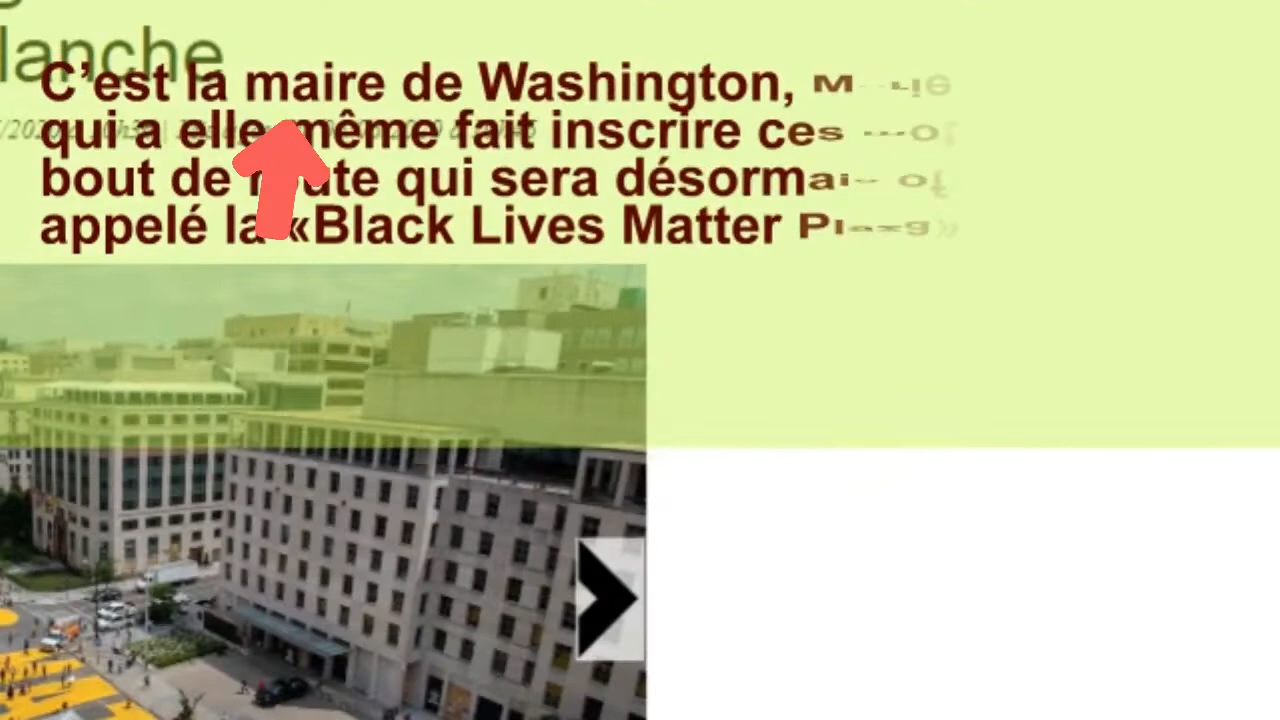 lanche
C’est la maire de Washington,
qui a elle même fait inscrire ces
bout de route qui sera
appelé la «Black Lives Matter